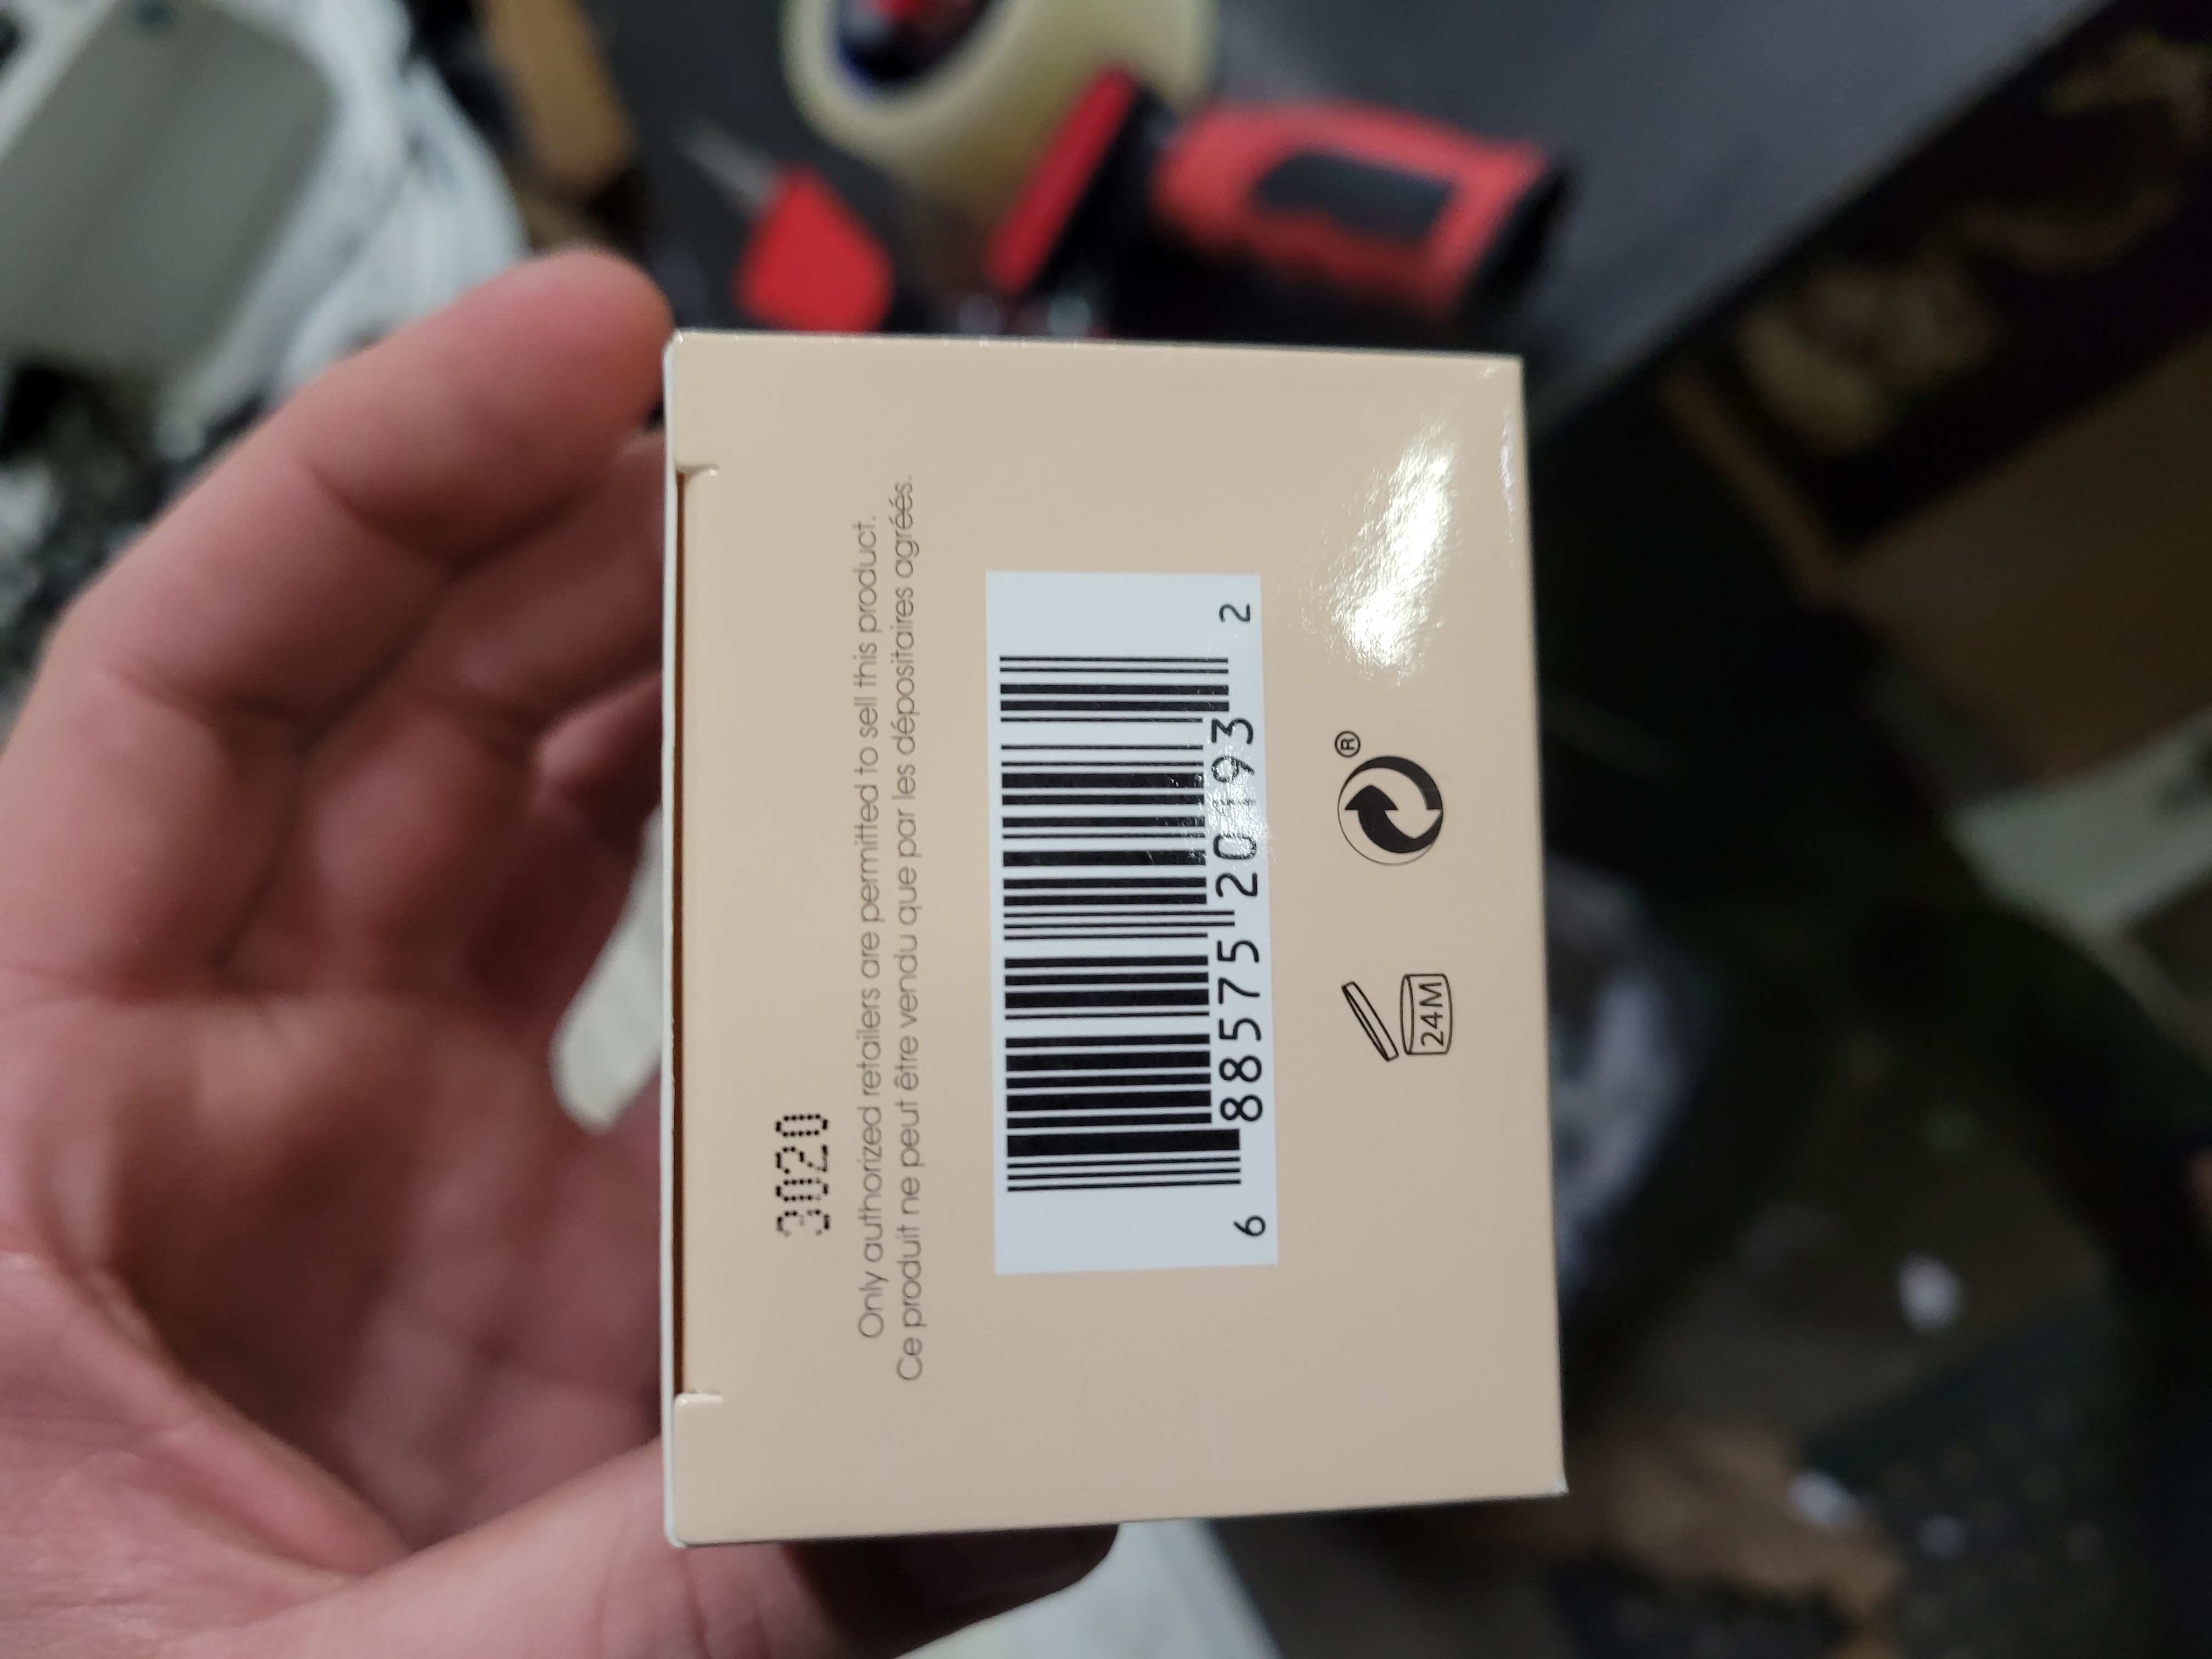 3020
Only authorized retailers are permitted to sell this product.
Ce produit ne peut être vendu que par les dépositaires agréés.
6 88575 20193 2
24M ®